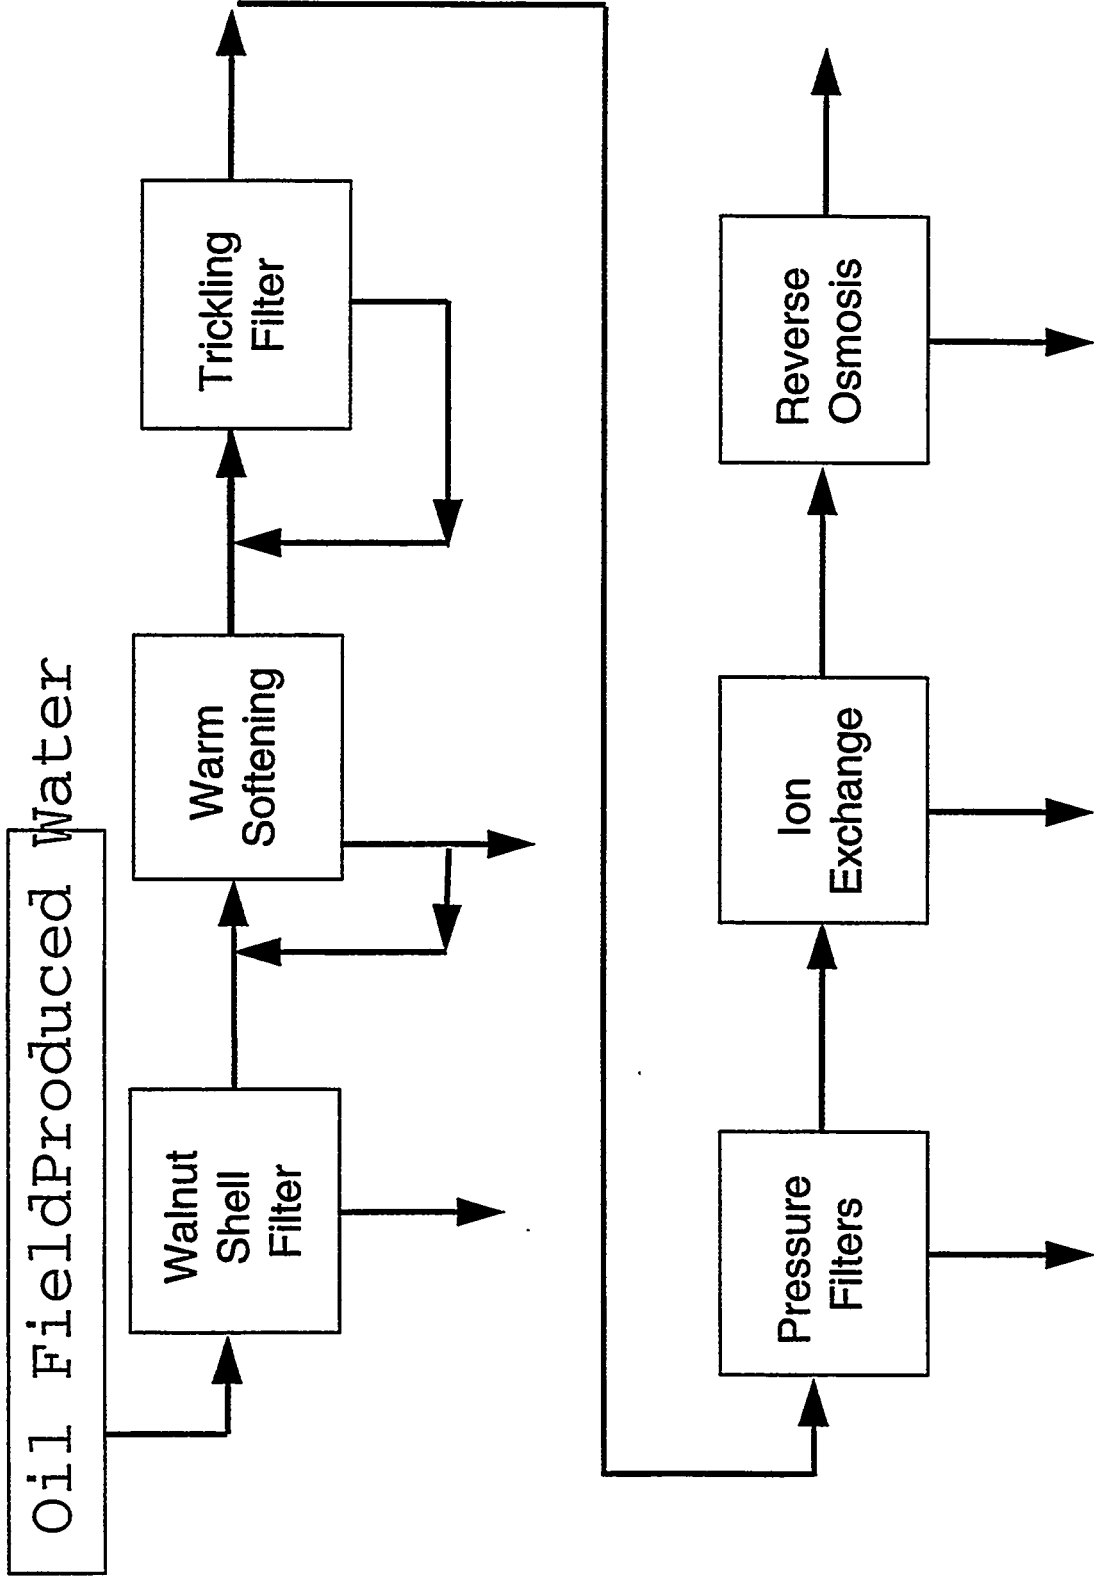 Oil FieldProduced Water
Walnut
Shell
Filter
Warm
Softening
Trickling
Filter
Pressure
Filters
Ion
Exchange
Reverse
Osmosis